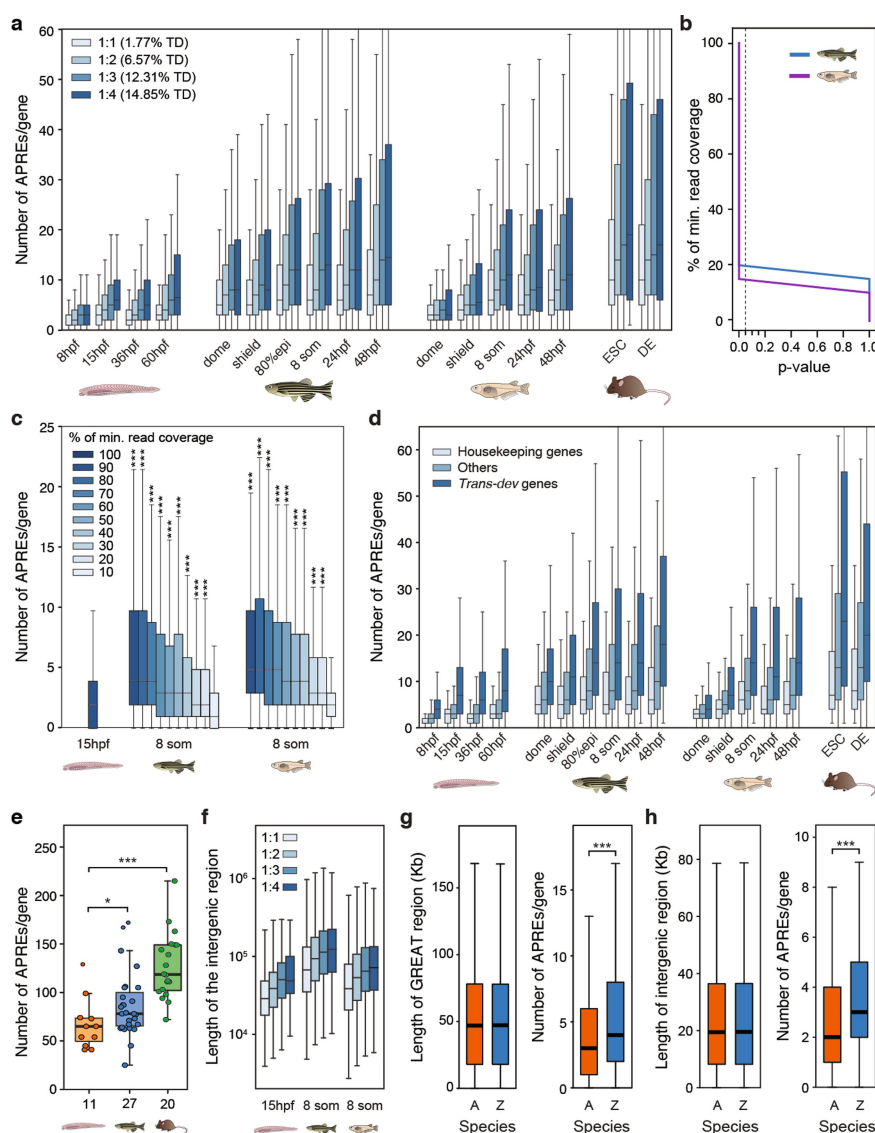 a
Number of APREs/gene
60
50
40
30
20
10
0
1:1 (1.77% TD)
1:2 (6.57% TD)
1:3 (12.31% TD)
1:4 (14.85% TD)
8hpf 15hpf 36hpf 60hpf dome shield 80%epi 8 som 24hpf 48hpf dome shield 8 som 24hpf 48hpf ESC DE
b
% of min. read coverage
100
80
60
40
20
0
0.0 0.2 0.4 0.6 0.8 1.0
p-value
c
Number of APREs/gene
25
20
15
10
5
0
% of min. read coverage
100
90
80
70
60
50
40
30
20
10
*** *** *** *** *** *** *** *** ***
*** *** *** *** *** *** *** *** ***
15hpf 8 som 8 som
d
Number of APREs/gene
60
50
40
30
20
10
0
Housekeeping genes
Others
Trans-dev genes
8hpf 15hpf 36hpf 60hpf dome shield 80%epi 8 som 24hpf 48hpf dome shield 8 som 24hpf 48hpf ESC DE
e
Number of APREs/gene
250
200
150
100
50
0
***
*
11 27 20
f
Length of the intergenic region
10⁶
10⁵
10⁴
1:1
1:2
1:3
1:4
15hpf 8 som 8 som
g
Length of GREAT region (Kb)
250
200
150
100
50
0
A Z
Species
Number of APREs/gene
15
10
5
0
***
A Z
Species
h
Length of intergenic region (Kb)
80
60
40
20
0
A Z
Species
Number of APREs/gene
10
8
6
4
2
0
***
A Z
Species